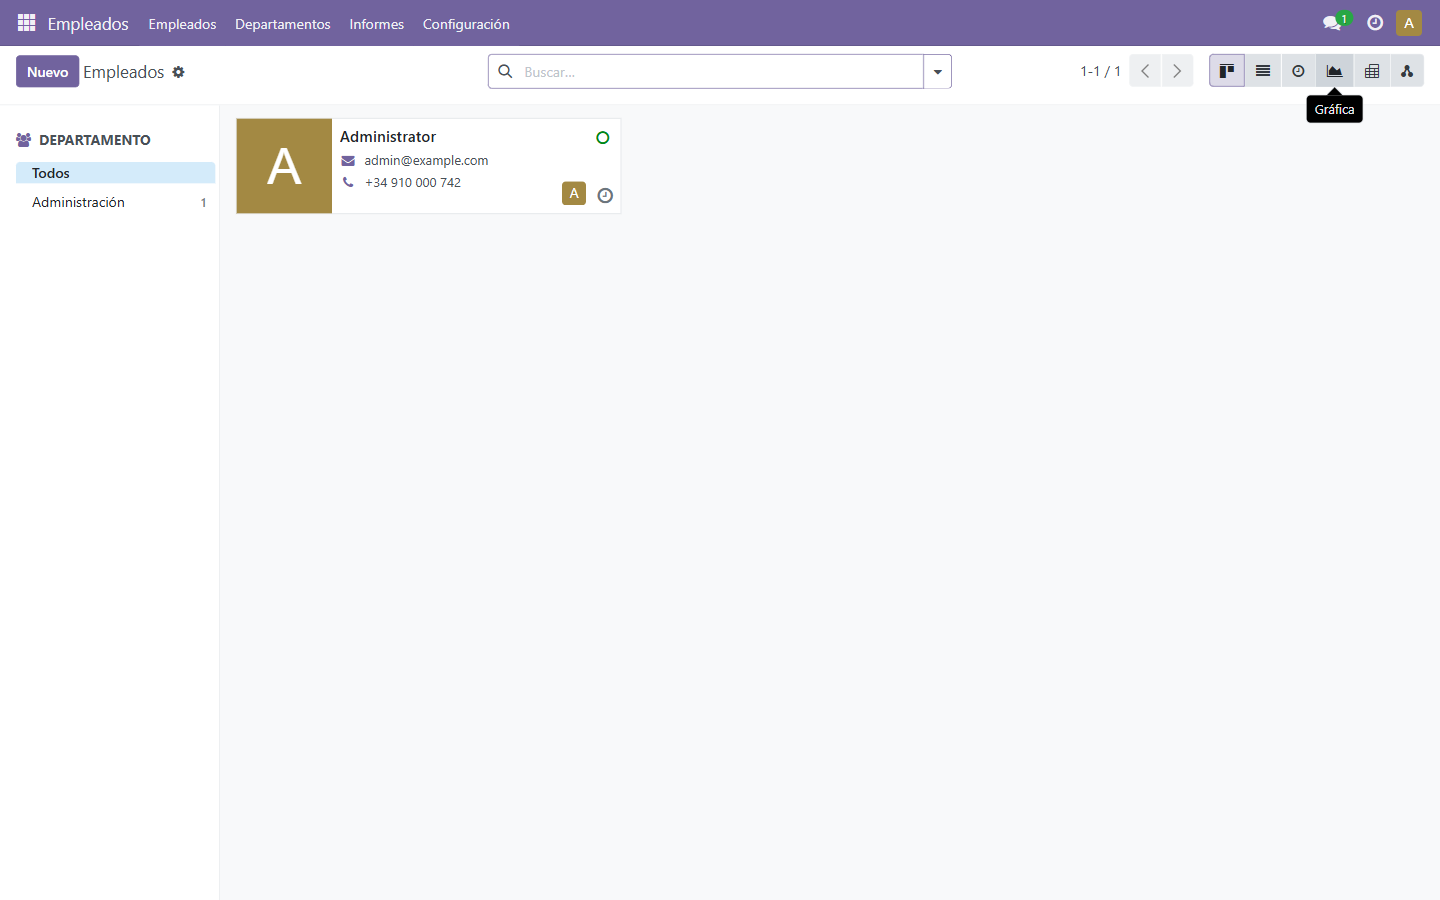 Empleados Empleados Departamentos Informes Configuración 1 A
Nuevo Empleados Buscar... 1-1 / 1
Gráfica
DEPARTAMENTO
Todos
Administración 1
A
Administrator
admin@example.com
+34 910 000 742
A